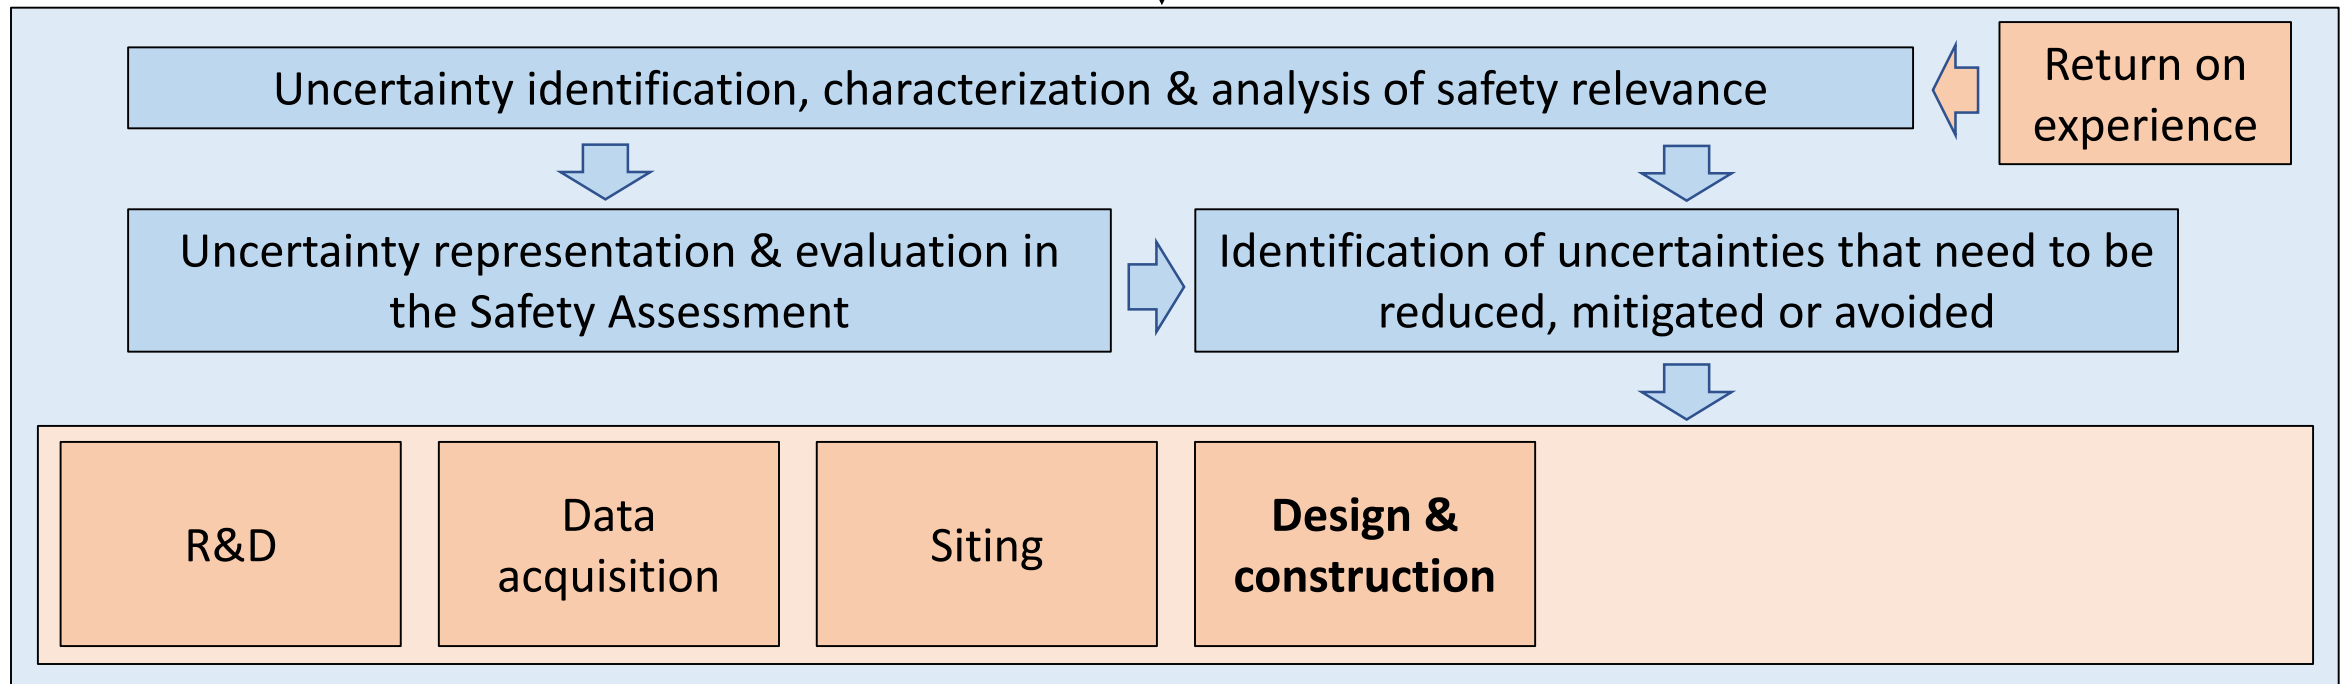 Uncertainty identification, characterization & analysis of safety relevance
Return on
experience
Uncertainty representation & evaluation in
the Safety Assessment
Identification of uncertainties that need to be
reduced, mitigated or avoided
R&D
Data
acquisition
Siting
Design &
construction